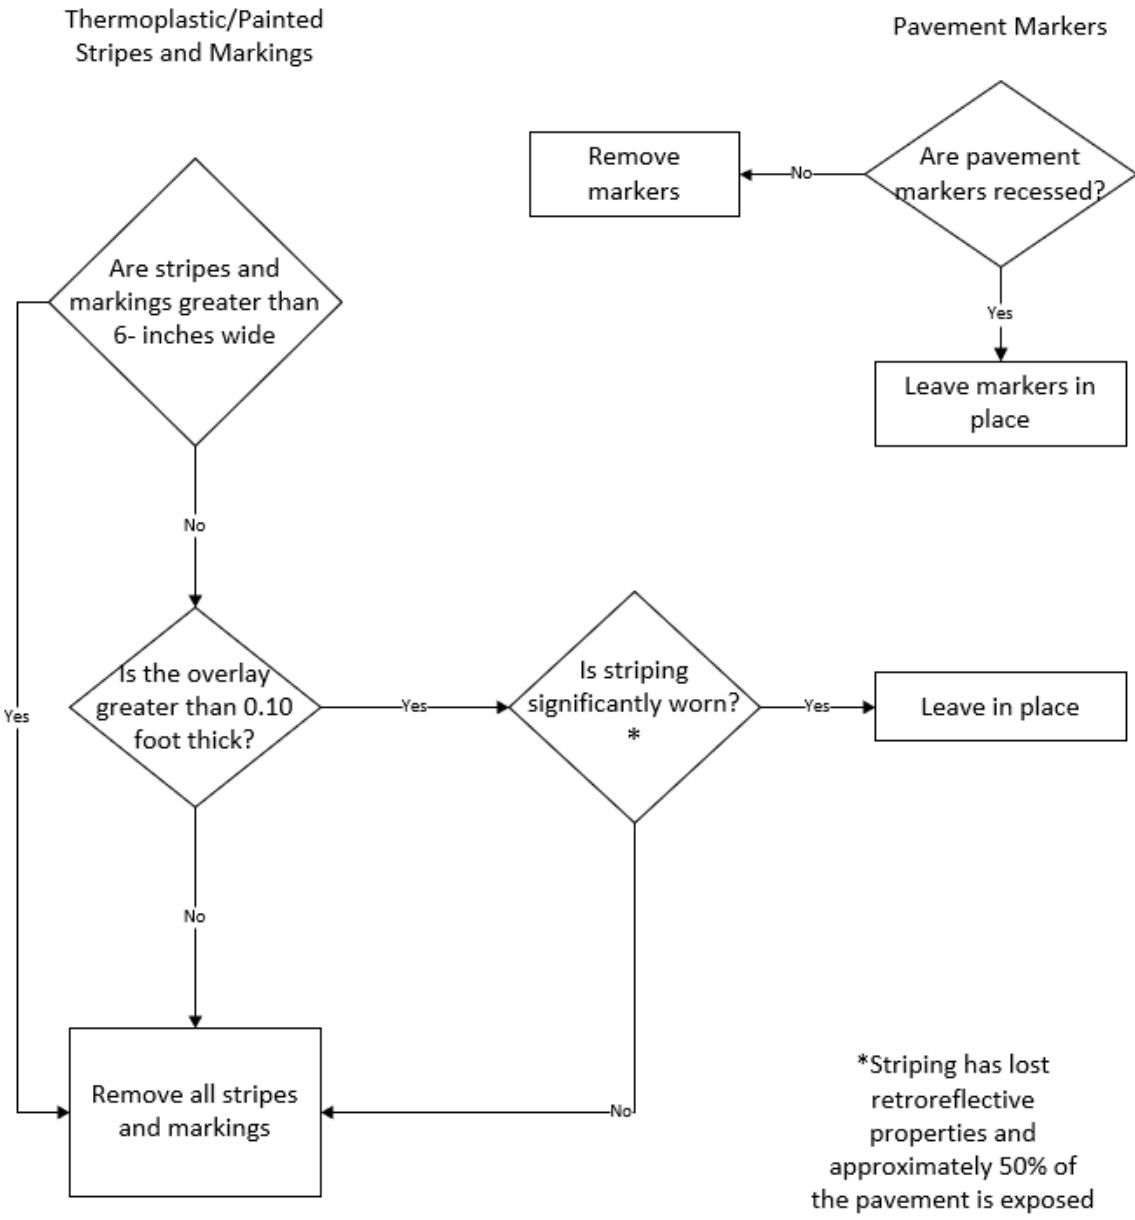 Thermoplastic/Painted
Stripes and Markings
Pavement Markers
Are pavement
markers recessed?
No
Remove
markers
Yes
Leave markers in
place
Are stripes and
markings greater than
6- inches wide
No
Yes
Is the overlay
greater than 0.10
foot thick?
Yes
Is striping
significantly worn?
*
Yes
Leave in place
No
No
Remove all stripes
and markings
*Striping has lost
retroreflective
properties and
approximately 50% of
the pavement is exposed